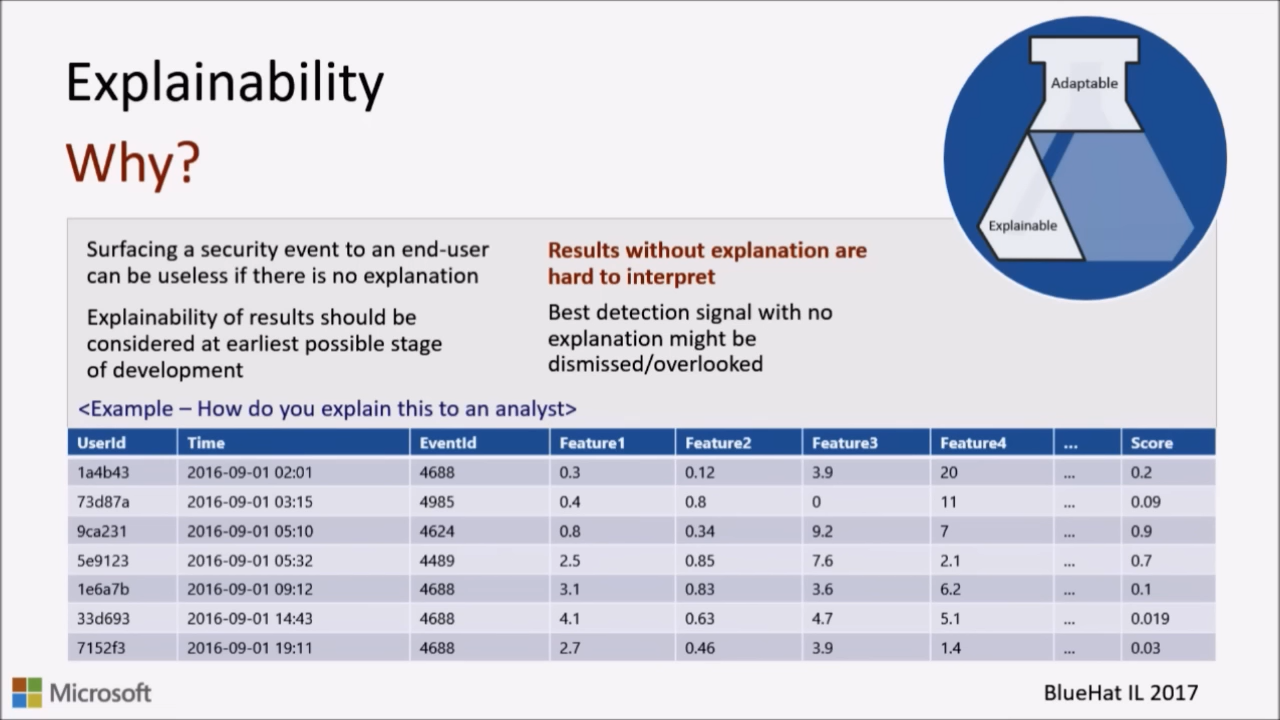 Explainability
Why?
Adaptable
Explainable
Surfacing a security event to an end-user
can be useless if there is no explanation
Explainability of results should be
considered at earliest possible stage
of development
Results without explanation are
hard to interpret
Best detection signal with no
explanation might be
dismissed/overlooked
<Example – How do you explain this to an analyst>
UserId Time EventId Feature1 Feature2 Feature3 Feature4 ... Score
1a4b43 2016-09-01 02:01 4688 0.3 0.12 3.9 20 ... 0.2
73d87a 2016-09-01 03:15 4985 0.4 0.8 0 11 ... 0.09
9ca231 2016-09-01 05:10 4624 0.8 0.34 9.2 7 ... 0.9
5e9123 2016-09-01 05:32 4489 2.5 0.85 7.6 2.1 ... 0.7
1e6a7b 2016-09-01 09:12 4688 3.1 0.83 3.6 6.2 ... 0.1
33d693 2016-09-01 14:43 4688 4.1 0.63 4.7 5.1 ... 0.019
7152f3 2016-09-01 19:11 4688 2.7 0.46 3.9 1.4 ... 0.03
Microsoft
BlueHat IL 2017